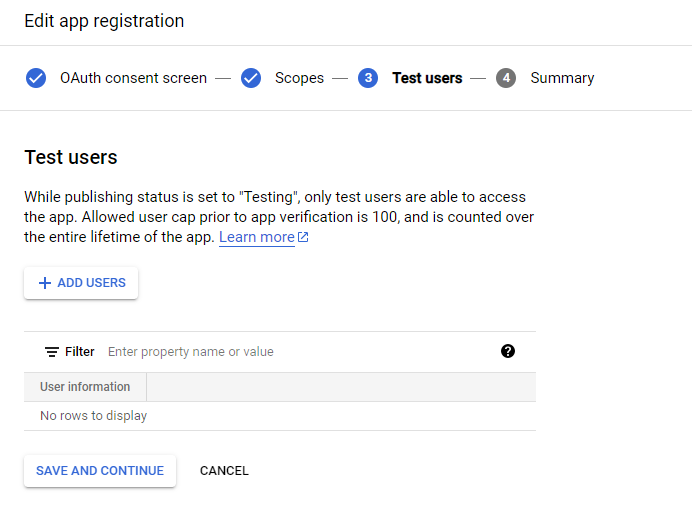 Edit app registration
OAuth consent screen — Scopes — 3 Test users — 4 Summary
Test users
While publishing status is set to "Testing", only test users are able to access
the app. Allowed user cap prior to app verification is 100, and is counted over
the entire lifetime of the app. Learn more
+ ADD USERS
Filter Enter property name or value ?
User information
No rows to display
SAVE AND CONTINUE CANCEL